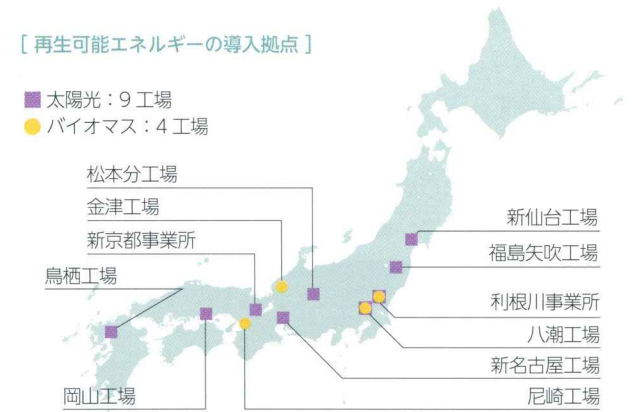 ［再生可能エネルギーの導入拠点］
太陽光：9工場
バイオマス：4工場
松本分工場
金津工場
新京都事業所
鳥栖工場
岡山工場
新仙台工場
福島矢吹工場
利根川事業所
八潮工場
新名古屋工場
尼崎工場